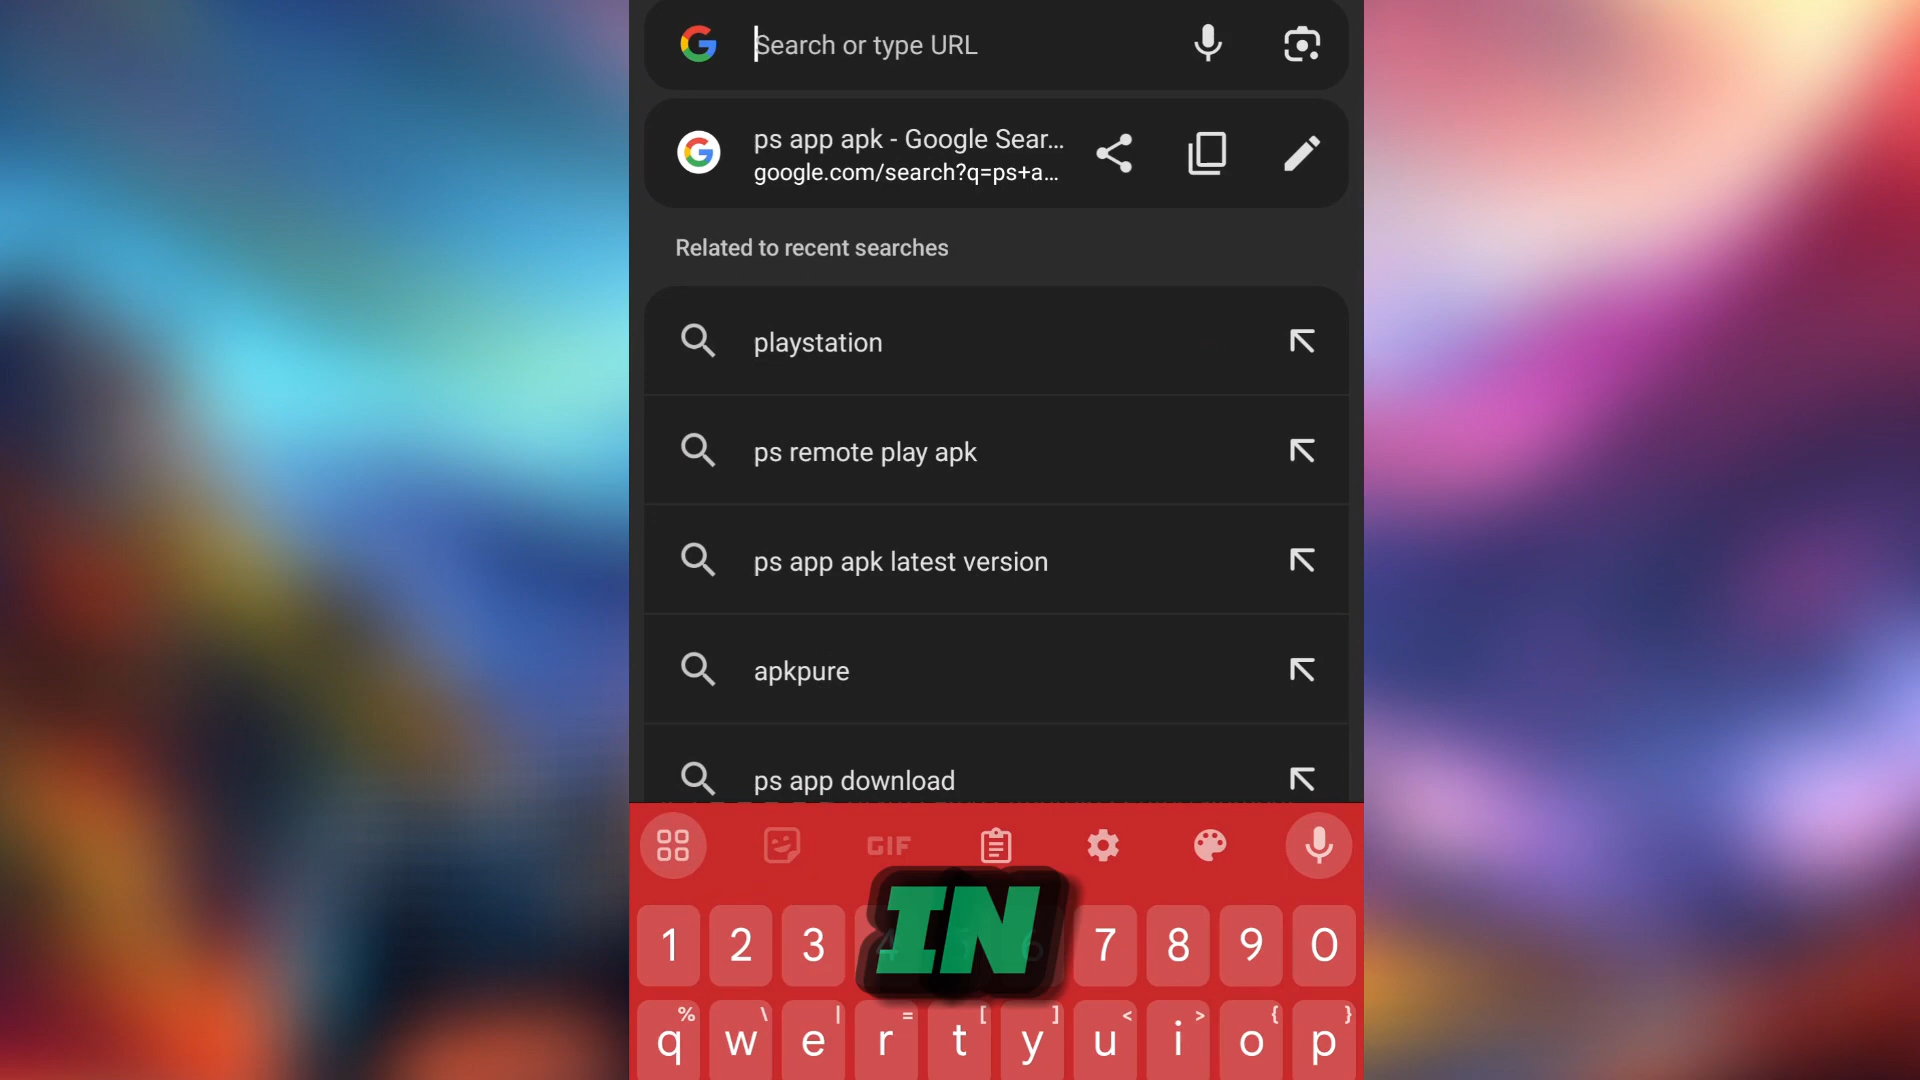 Search or type URL
ps app apk - Google Sear...
google.com/search?q=ps+a...
Related to recent searches
playstation
ps remote play apk
ps app apk latest version
apkpure
ps app download
GIF
1 2 3 4 6 7 8 9 0
IN
% \ | = [ ] < > { }
q w e r t y u i o p